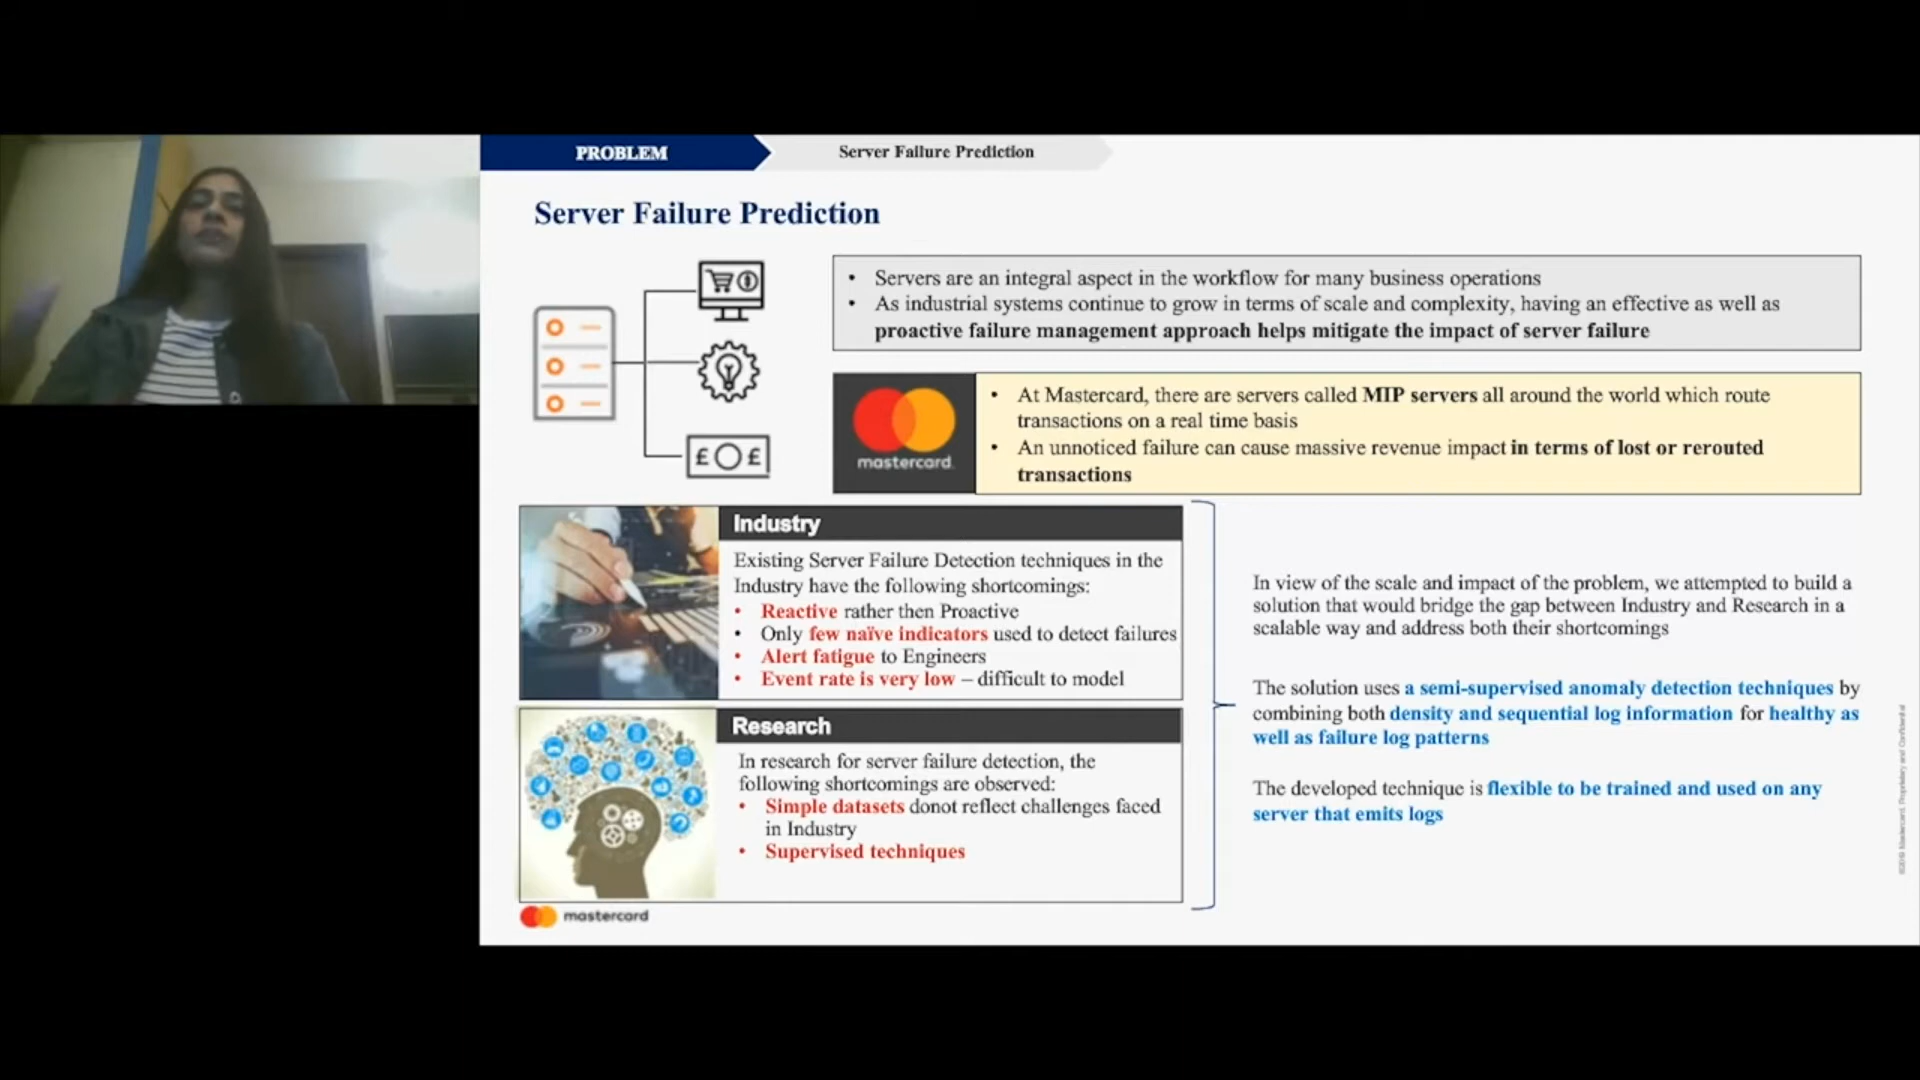 PROBLEM
Server Failure Prediction
Server Failure Prediction
• Servers are an integral aspect in the workflow for many business operations
• As industrial systems continue to grow in terms of scale and complexity, having an effective as well as
proactive failure management approach helps mitigate the impact of server failure
£ £
mastercard.
• At Mastercard, there are servers called MIP servers all around the world which route
transactions on a real time basis
• An unnoticed failure can cause massive revenue impact in terms of lost or rerouted
transactions
Industry
Existing Server Failure Detection techniques in the
Industry have the following shortcomings:
• Reactive rather then Proactive
• Only few naïve indicators used to detect failures
• Alert fatigue to Engineers
• Event rate is very low – difficult to model
Research
In research for server failure detection, the
following shortcomings are observed:
• Simple datasets donot reflect challenges faced
in Industry
• Supervised techniques
In view of the scale and impact of the problem, we attempted to build a
solution that would bridge the gap between Industry and Research in a
scalable way and address both their shortcomings
The solution uses a semi-supervised anomaly detection techniques by
combining both density and sequential log information for healthy as
well as failure log patterns
The developed technique is flexible to be trained and used on any
server that emits logs
mastercard
Mastercard. Proprietary and Confidential